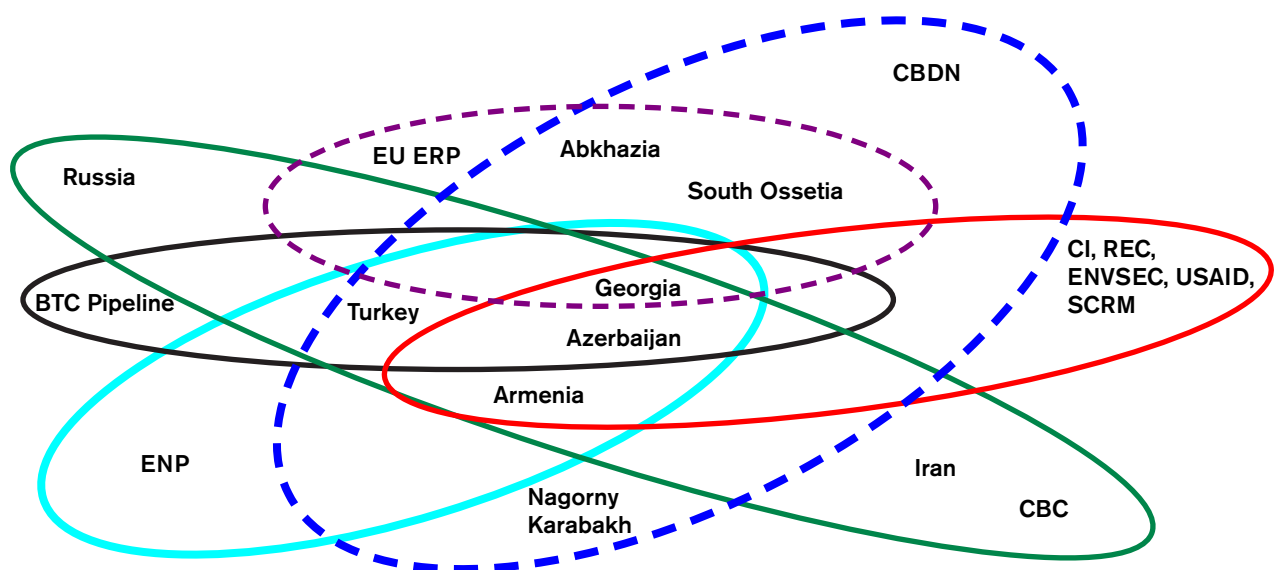 CBDN
EU ERP
Abkhazia
Russia
South Ossetia
CI, REC,
ENVSEC, USAID,
SCRM
BTC Pipeline
Turkey
Georgia
Azerbaijan
Armenia
ENP
Iran
Nagorny
Karabakh
CBC